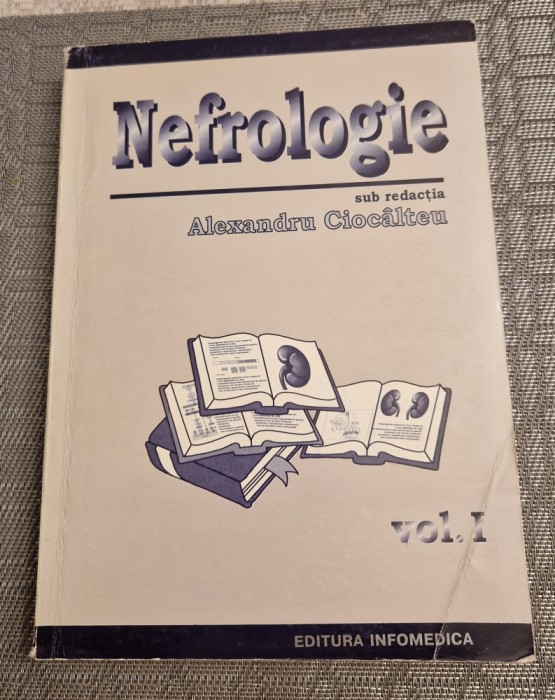 Nefrologie
sub redacția
Alexandru Ciocâlteu
vol. I
EDITURA INFOMEDICA